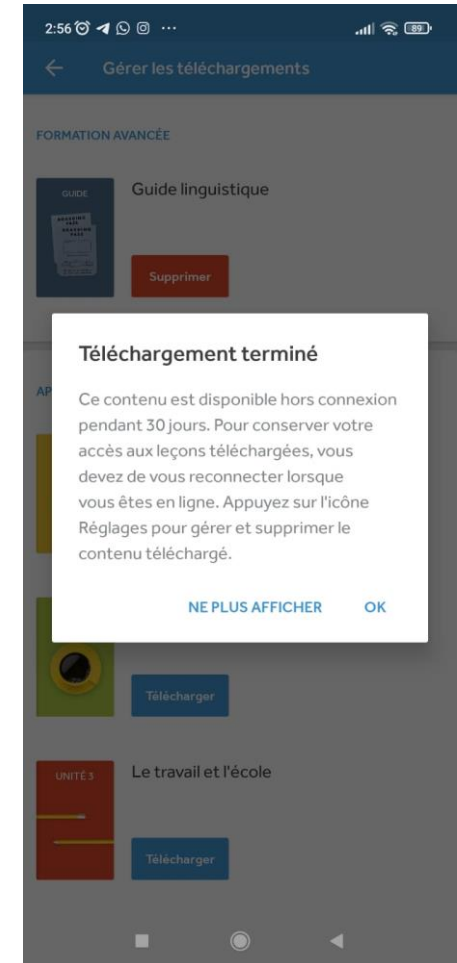 2:56
89
Gérer les téléchargements
FORMATION AVANCÉE
GUIDE
Guide linguistique
BOARDING PASS
Supprimer
Téléchargement terminé
AP
Ce contenu est disponible hors connexion
pendant 30 jours. Pour conserver votre
accès aux leçons téléchargées, vous
devez de vous reconnecter lorsque
vous êtes en ligne. Appuyez sur l'icône
Réglages pour gérer et supprimer le
contenu téléchargé.
NE PLUS AFFICHER OK
Télécharger
UNITÉ 3
Le travail et l'école
Télécharger